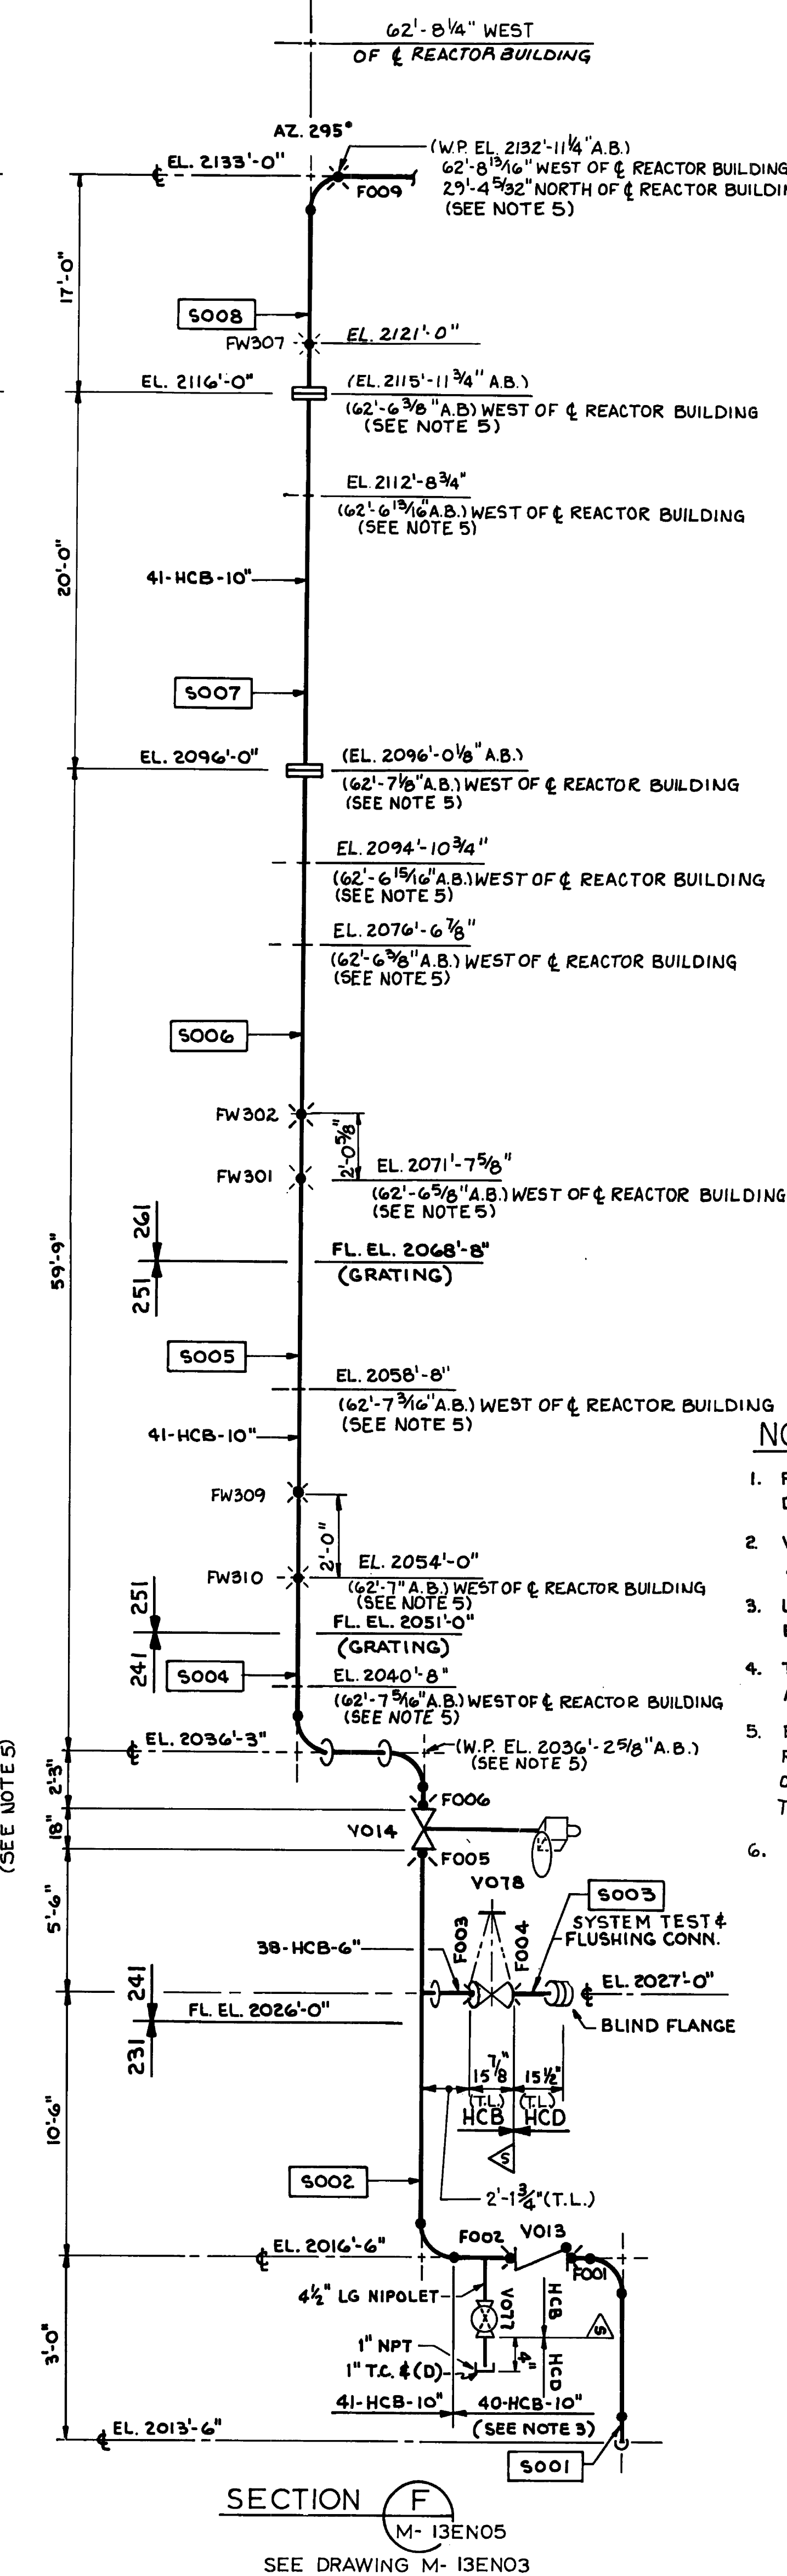 62'-8 1/4" WEST
OF ℄ REACTOR BUILDING
AZ. 295°
℄ EL. 2133'-0"
(W.P. EL. 2132'-11 1/4" A.B.)
62'-8 13/16" WEST OF ℄ REACTOR BUILDING
29'-4 5/32" NORTH OF ℄ REACTOR
(SEE NOTE 5)
F009
17'-0"
S008
FW307
EL. 2121'-0"
EL. 2116'-0"
(EL. 2115'-11 3/4" A.B.)
(62'-6 3/8" A.B) WEST OF ℄ REACTOR BUILDING
(SEE NOTE 5)
EL. 2112'-8 3/4"
(62'-6 13/16" A.B.) WEST OF ℄ REACTOR BUILDING
(SEE NOTE 5)
20'-0"
41-HCB-10"
S007
EL. 2096'-0"
(EL. 2096'-0 1/8" A.B.)
(62'-7 1/8" A.B.) WEST OF ℄ REACTOR BUILDING
(SEE NOTE 5)
EL. 2094'-10 3/4"
(62'-6 15/16" A.B.) WEST OF ℄ REACTOR BUILDING
(SEE NOTE 5)
EL. 2076'-6 7/8"
(62'-6 3/8" A.B.) WEST OF ℄ REACTOR BUILDING
(SEE NOTE 5)
S006
FW302
2'-0 5/8"
FW301
EL. 2071'-7 5/8"
(62'-6 5/8" A.B.) WEST OF ℄ REACTOR BUILDING
(SEE NOTE 5)
261
251
FL. EL. 2068'-8"
(GRATING)
59'-9"
S005
EL. 2058'-8"
(62'-7 3/16" A.B.) WEST OF ℄ REACTOR BUILDING
(SEE NOTE 5)
41-HCB-10"
FW309
2'-0"
FW310
EL. 2054'-0"
(62'-7" A.B.) WEST OF ℄ REACTOR BUILDING
(SEE NOTE 5)
251
241
FL. EL. 2051'-0"
(GRATING)
S004
EL. 2040'-8"
(62'-7 5/16" A.B.) WEST OF ℄ REACTOR BUILDING
(SEE NOTE 5)
℄ EL. 2036'-3"
(W.P. EL. 2036'-2 5/8" A.B.)
(SEE NOTE 5)
(SEE NOTE 5)
2'-3"
F006
18"
V014
F005
5'-6"
V078
S003
F003
F004
SYSTEM TEST &
FLUSHING CONN.
38-HCB-6"
℄ EL. 2027'-0"
241
231
FL. EL. 2026'-0"
BLIND FLANGE
15 7/8"
(T.L.)
15 1/2"
(T.L.)
HCB
HCD
S
10'-6"
S002
2'-1 3/4" (T.L.)
℄ EL. 2016'-6"
F002
V013
F001
4 1/2" LG NIPOLET
V077
HCB
S
HCD
1" NPT
4"
1" T.C. & (D)
3'-0"
41-HCB-10"
40-HCB-10"
(SEE NOTE 3)
℄ EL. 2013'-6"
S001
1.
2.
3.
4.
5.
6.
SECTION F
M-13EN05
SEE DRAWING M-13EN03